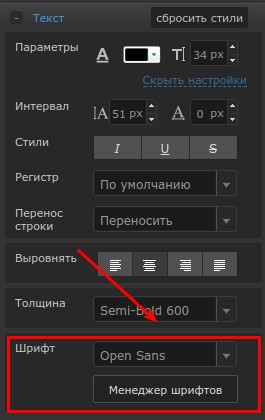 Текст сбросить стили
Параметры A T 34 px
Скрыть настройки
Интервал A 51 px A 0 px
Стили I U S
Регистр По умолчанию
Перенос строки Переносить
Выровнять
Толщина Semi-Bold 600
Шрифт Open Sans
Менеджер шрифтов